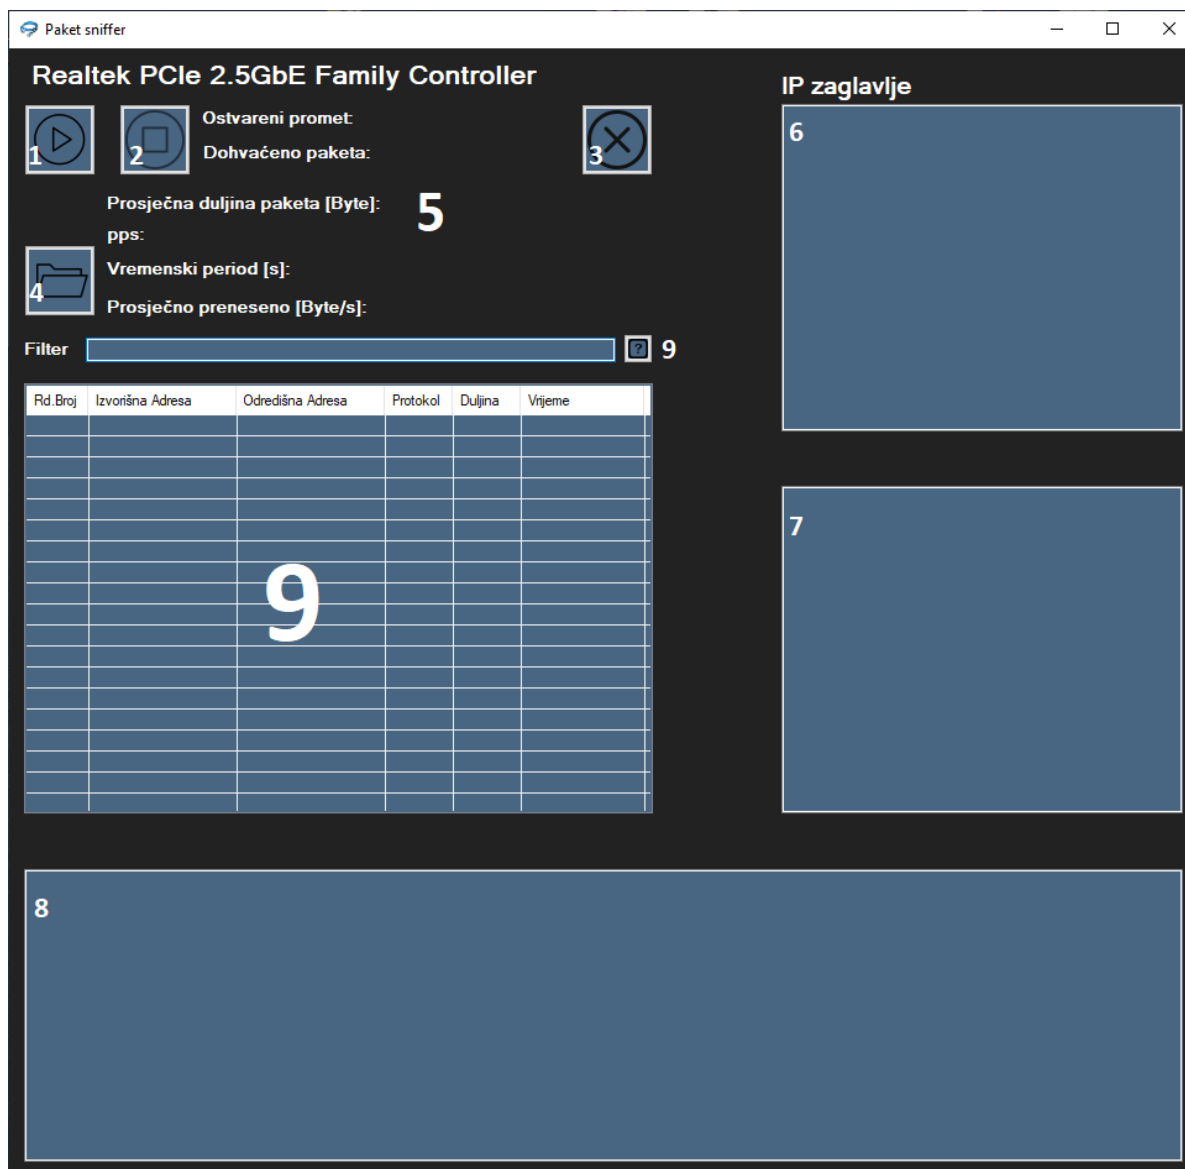 Paket sniffer
Realtek PCIe 2.5GbE Family Controller
IP zaglavlje
1
2
Ostvareni promet:
Dohvaćeno paketa:
3
6
Prosječna duljina paketa [Byte]:
5
pps:
4
Vremenski period [s]:
Prosječno preneseno [Byte/s]:
Filter
?
9
Rd.Broj Izvorišna Adresa Odredišna Adresa Protokol Duljina Vrijeme
9
7
8